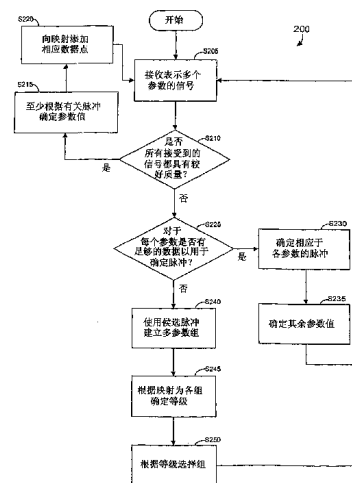 开始
200
S220
向映射添加
相应数据点
S205
接收表示多个
参数的信号
S215
至少根据有关脉冲
确定参数值
S210
是否
所有接受到的
信号都具有较
好质量？
是
否
S225
对于
每个参数是否有
足够的数据以用于
确定脉冲？
是
否
S230
确定相应于
各参数的脉冲
S235
确定其余参数值
S240
使用候选脉冲
建立多参数组
S245
根据映射为各组
确定等级
S250
根据等级选择组